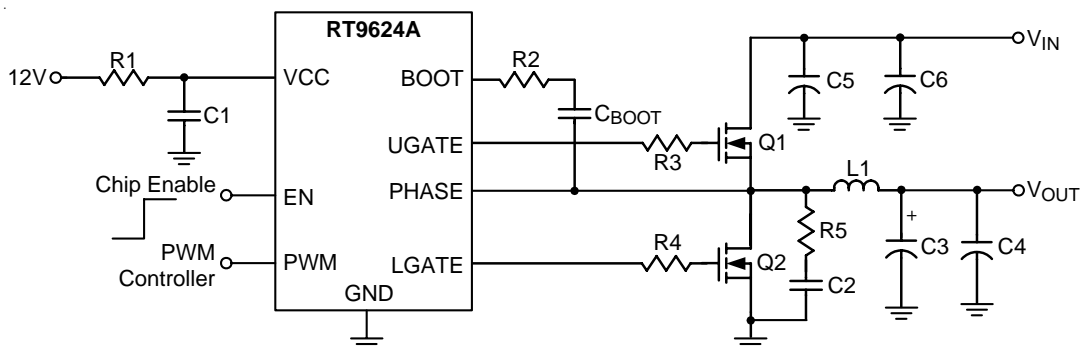 RT9624A
12V
R1
C1
VCC
BOOT
R2
CBOOT
UGATE
R3
Q1
C5
C6
VIN
Chip Enable
EN
PHASE
L1
VOUT
PWM
Controller
PWM
LGATE
R4
Q2
R5
C2
+
C3
C4
GND